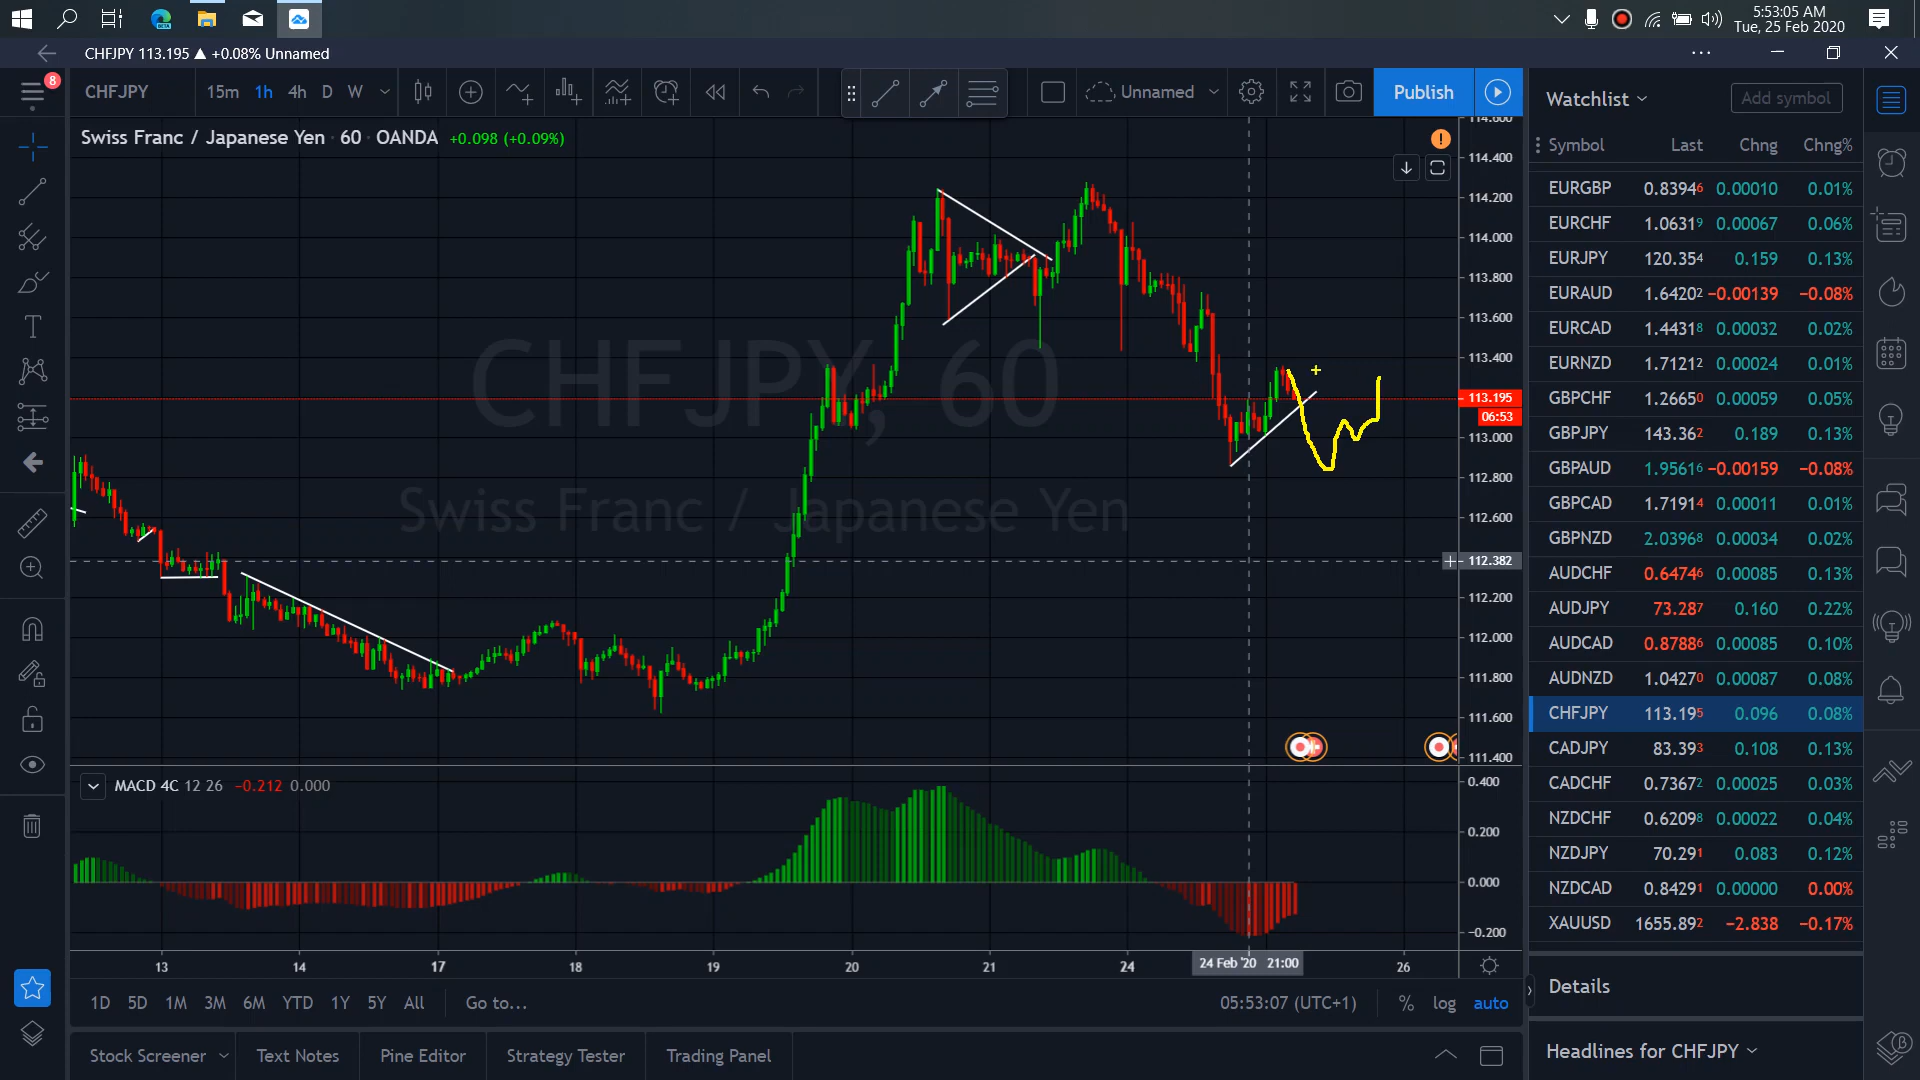 5:53:05 AM
Tue, 25 Feb 2020
CHFJPY 113.195 ▲ +0.08% Unnamed
8
CHFJPY 15m 1h 4h D W Unnamed Publish
Watchlist Add symbol
Swiss Franc / Japanese Yen · 60 · OANDA +0.098 (+0.09%)
Symbol Last Chng Chng%
EURGBP 0.83946 0.00010 0.01%
EURCHF 1.06319 0.00067 0.06%
EURJPY 120.354 0.159 0.13%
EURAUD 1.64202 −0.00139 −0.08%
EURCAD 1.44318 0.00032 0.02%
EURNZD 1.71212 0.00024 0.01%
GBPCHF 1.26650 0.00059 0.05%
GBPJPY 143.362 0.189 0.13%
GBPAUD 1.95616 −0.00159 −0.08%
GBPCAD 1.71914 0.00011 0.01%
GBPNZD 2.03968 0.00034 0.02%
AUDCHF 0.64746 0.00085 0.13%
AUDJPY 73.287 0.160 0.22%
AUDCAD 0.87886 0.00085 0.10%
AUDNZD 1.04270 0.00087 0.08%
CHFJPY 113.195 0.096 0.08%
CADJPY 83.393 0.108 0.13%
CADCHF 0.73672 0.00025 0.03%
NZDCHF 0.62098 0.00022 0.04%
NZDJPY 70.291 0.083 0.12%
NZDCAD 0.84291 0.00000 0.00%
XAUUSD 1655.892 −2.838 −0.17%
Details
Headlines for CHFJPY
114.600
114.400
114.200
114.000
113.800
113.600
113.400
113.195
06:53
113.000
112.800
112.600
112.382
112.200
112.000
111.800
111.600
111.400
CHFJPY, 60
Swiss Franc / Japanese Yen
MACD 4C 12 26 −0.212 0.000
0.400
0.200
0.000
−0.200
13 14 17 18 19 20 21 24 24 Feb '20 21:00 26
1D 5D 1M 3M 6M YTD 1Y 5Y All Go to...
05:53:07 (UTC+1) % log auto
Stock Screener Text Notes Pine Editor Strategy Tester Trading Panel